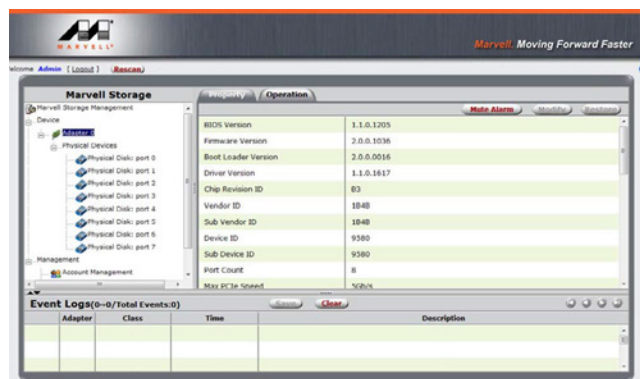 MARVELL
Marvell. Moving Forward Faster
elcome Admin [ Logout ] Rescan
Marvell Storage
Property Operation
Mute Alarm Modify Restore
Marvell Storage Management
Device
Adapter 0
Physical Devices
Physical Disk: port 0
Physical Disk: port 1
Physical Disk: port 2
Physical Disk: port 3
Physical Disk: port 4
Physical Disk: port 5
Physical Disk: port 6
Physical Disk: port 7
Management
Account Management
BIOS Version 1.1.0.1205
Firmware Version 2.0.0.1036
Boot Loader Version 2.0.0.0016
Driver Version 1.1.0.1617
Chip Revision ID B3
Vendor ID 1B4B
Sub Vendor ID 1B4B
Device ID 9580
Sub Device ID 9580
Port Count 8
Max PCIe Speed 5Gb/s
Event Logs(0~0/Total Events:0) Save Clear
Adapter Class Time Description